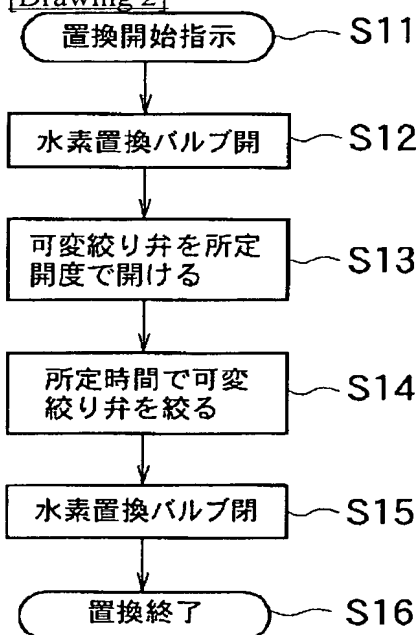 [Drawing 2]
置換開始指示 S11
水素置換バルブ開 S12
可変絞り弁を所定
開度で開ける S13
所定時間で可変
絞り弁を絞る S14
水素置換バルブ閉 S15
置換終了 S16